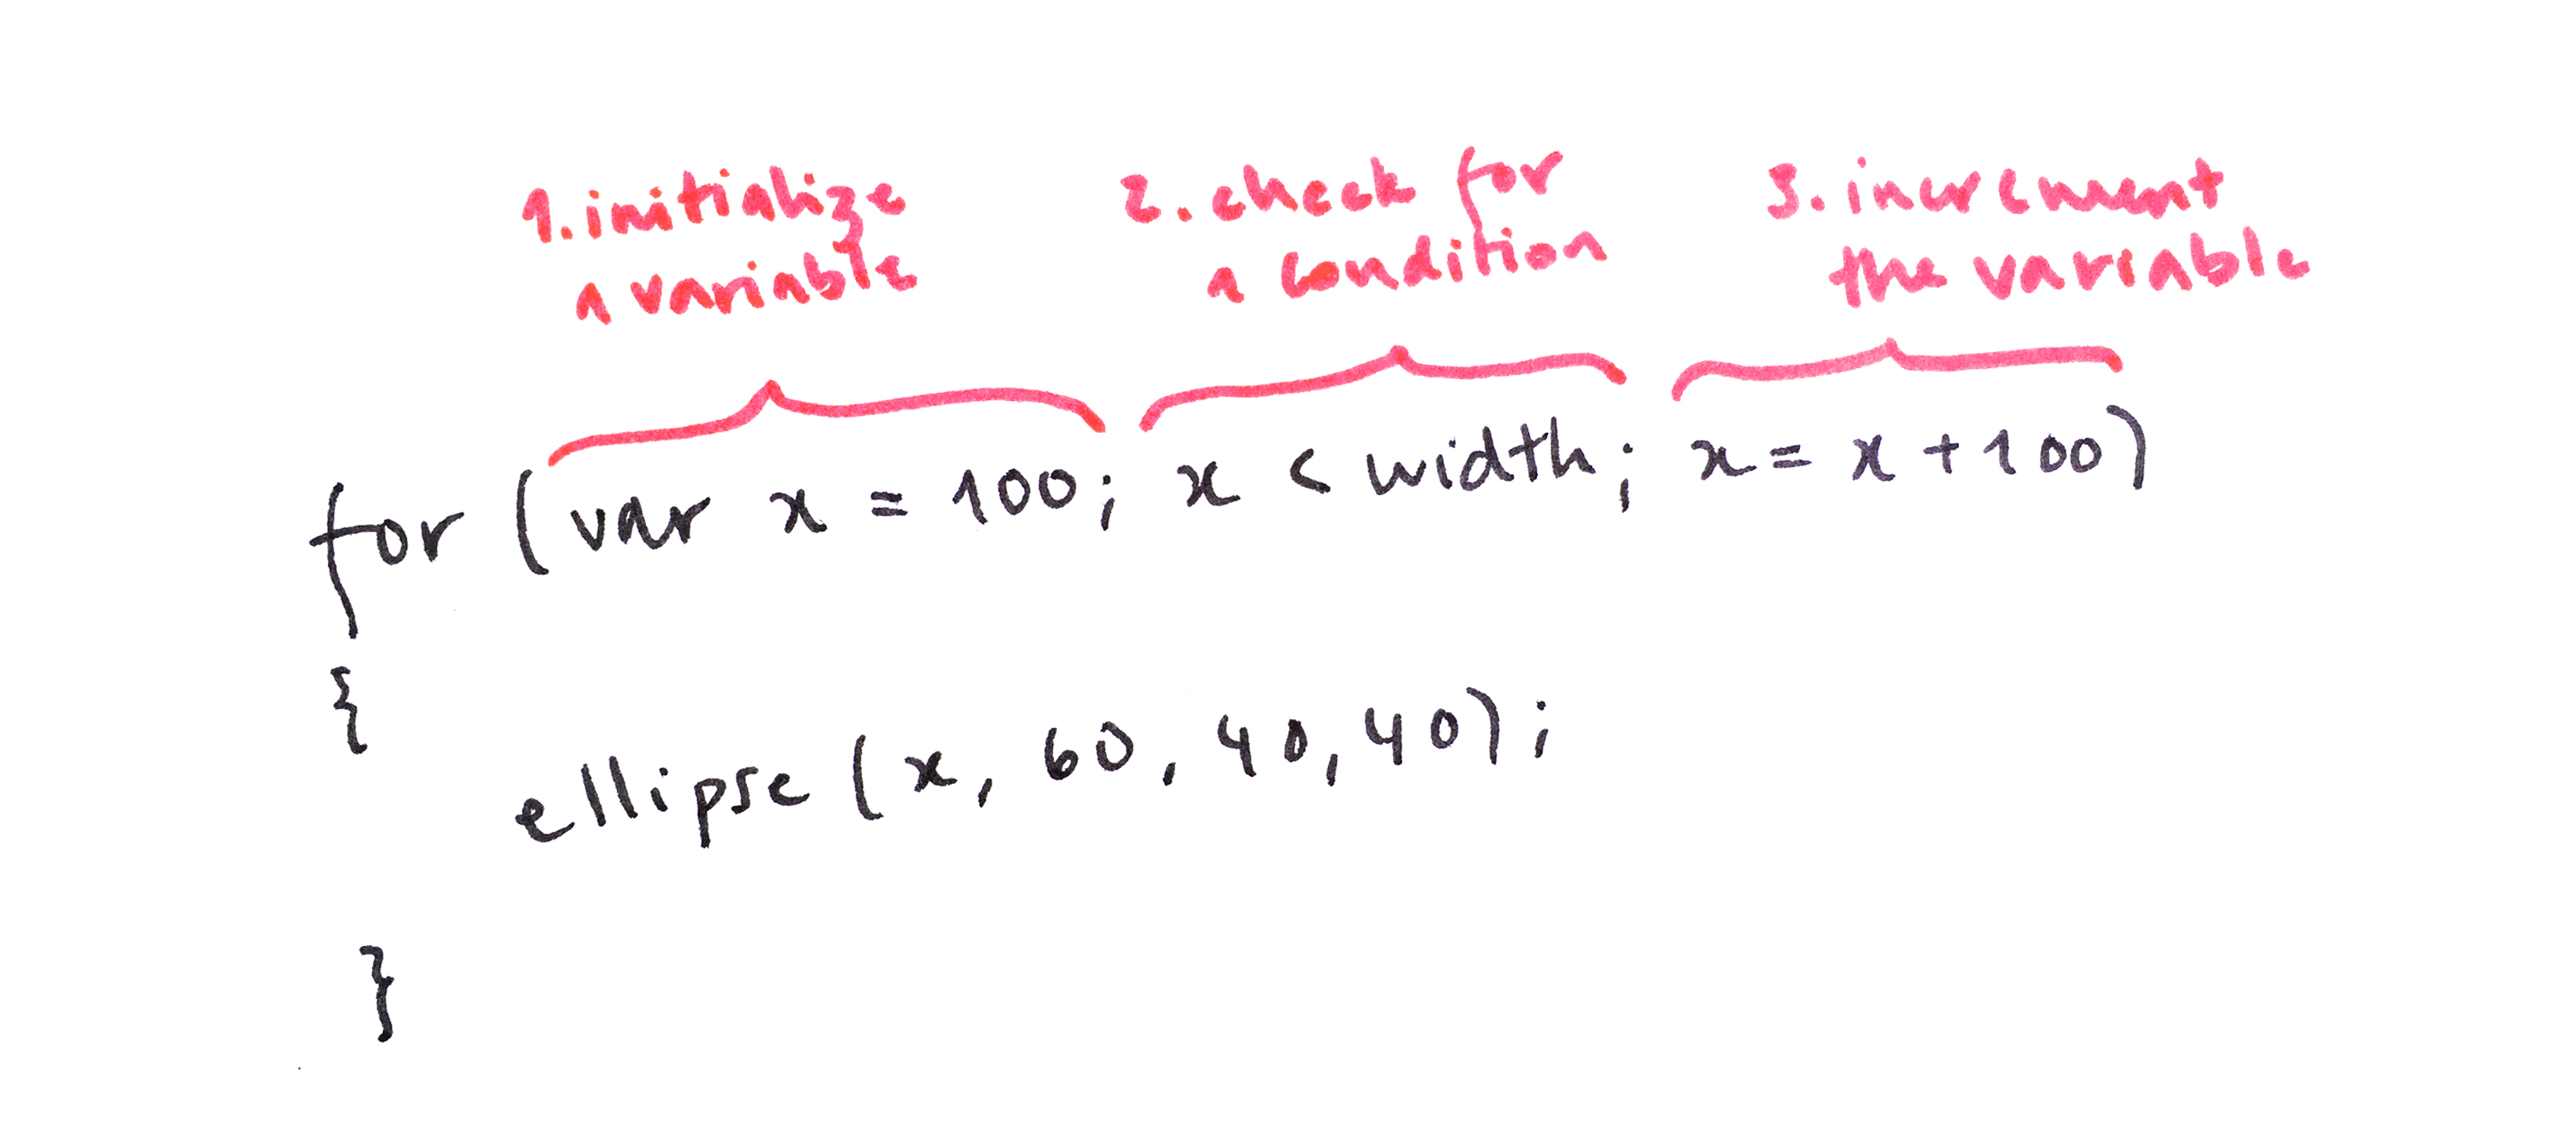 1. initialize
a variable
2. check for
a condition
3. increment
the variable
for (var x = 100; x < width; x = x + 100)
{
ellipse (x, 60, 40, 40);
}